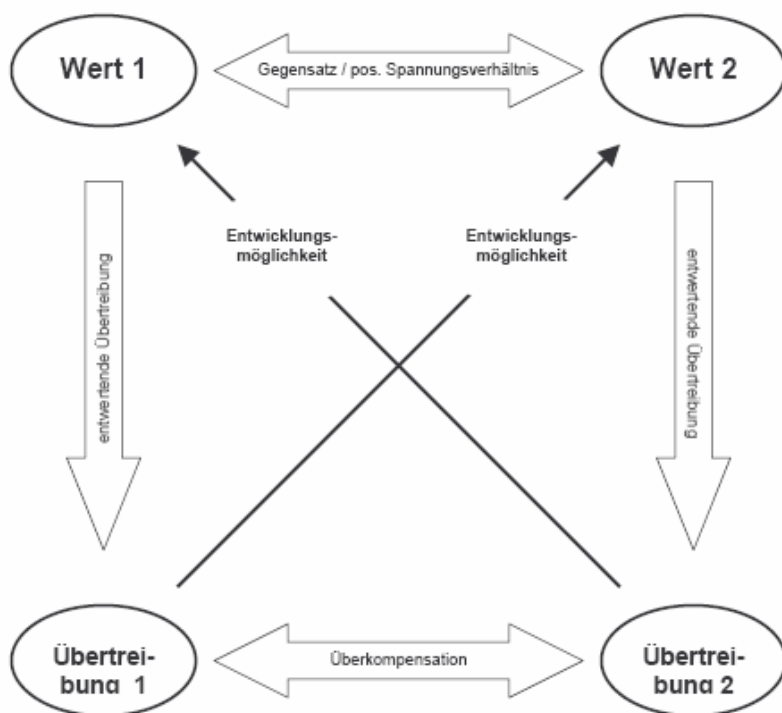 Wert 1
Gegensatz / pos. Spannungsverhältnis
Wert 2
Entwicklungs-
möglichkeit
Entwicklungs-
möglichkeit
entwertende Übertreibung
entwertende Übertreibung
Übertrei-
bung 1
Überkompensation
Übertrei-
bung 2